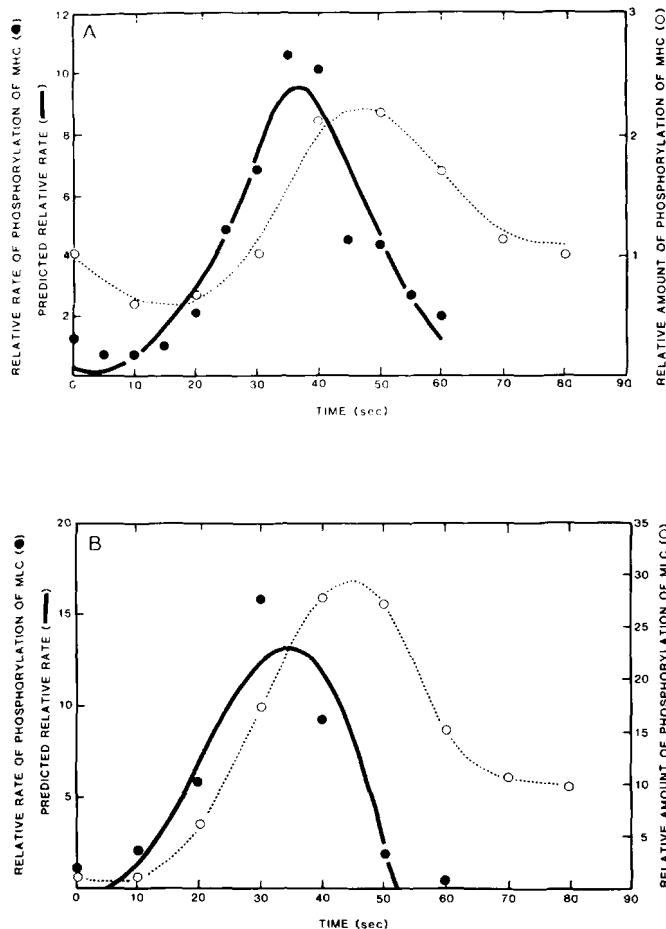 A
RELATIVE RATE OF PHOSPHORYLATION OF MHC (●)
PREDICTED RELATIVE RATE (━)
12
10
8
6
4
2
3
2
1
RELATIVE AMOUNT OF PHOSPHORYLATION OF MHC (○)
0 10 20 30 40 50 60 70 80 90
TIME (sec)
B
RELATIVE RATE OF PHOSPHORYLATION OF MLC (●)
PREDICTED RELATIVE RATE (━)
20
15
10
5
35
30
25
20
15
10
5
RELATIVE AMOUNT OF PHOSPHORYLATION OF MLC (○)
0 10 20 30 40 50 60 70 80 90
TIME (sec)